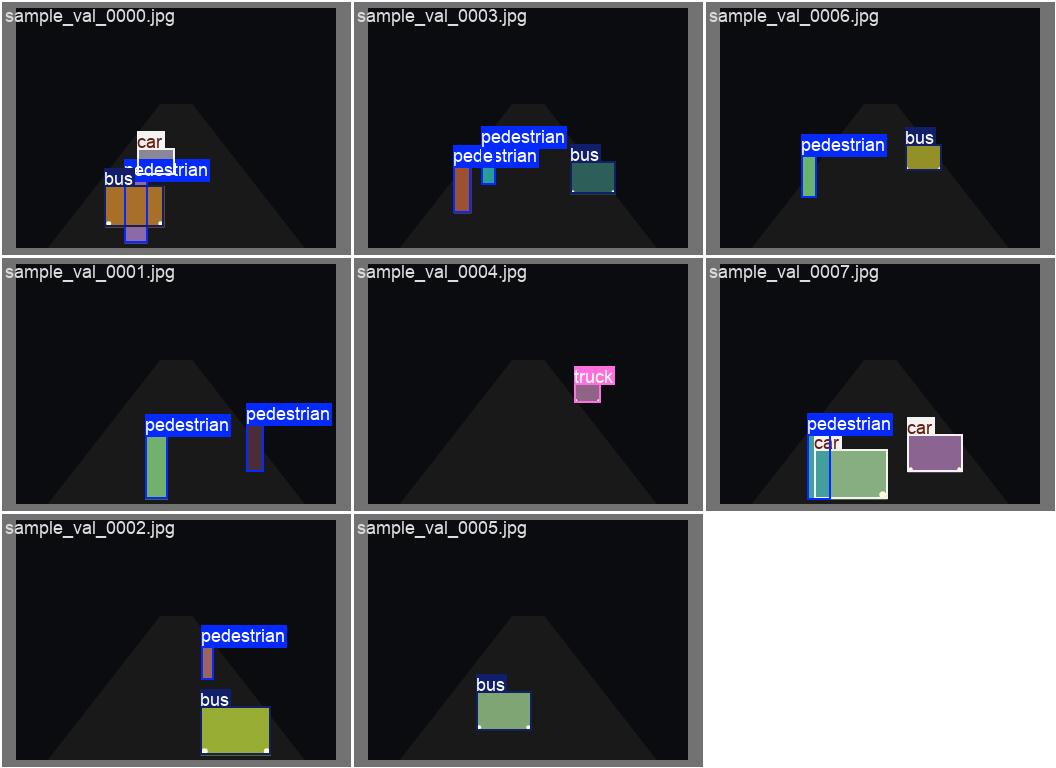 sample_val_0000.jpg
car
pedestrian
bus
sample_val_0003.jpg
pedestrian
pedestrian
bus
sample_val_0006.jpg
pedestrian
bus
sample_val_0001.jpg
pedestrian
pedestrian
sample_val_0004.jpg
truck
sample_val_0007.jpg
pedestrian
car
car
sample_val_0002.jpg
pedestrian
bus
sample_val_0005.jpg
bus